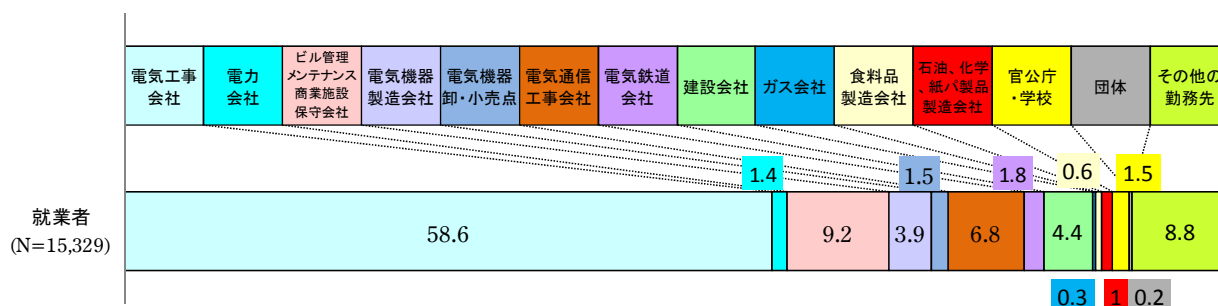 電気工事
会社
電力
会社
ビル管理
メンテナンス
商業施設
保守会社
電気機器
製造会社
電気機器
卸・小売点
電気通信
工事会社
電気鉄道
会社
建設会社
ガス会社
食料品
製造会社
石油、化学
、紙パ製品
製造会社
官公庁
・学校
団体
その他の
勤務先
1.4
1.5
1.8
0.6
1.5
就業者
(N=15,329)
58.6
9.2
3.9
6.8
4.4
8.8
0.3
1
0.2